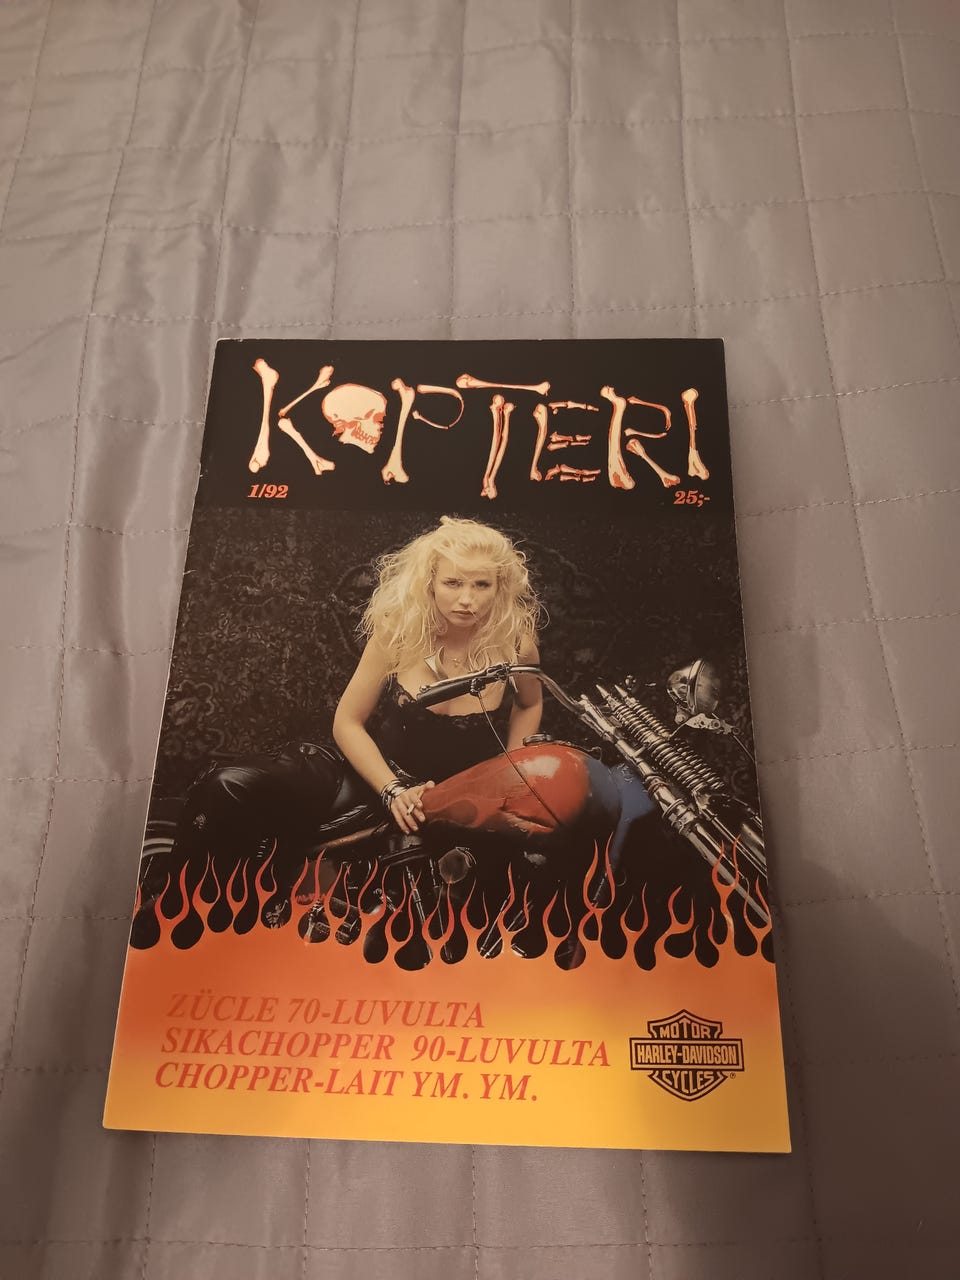 KOPTERI
1/92
25;-
ZÜCLE 70-LUVULTA
SIKACHOPPER 90-LUVULTA
CHOPPER-LAIT YM. YM.
MOTOR
HARLEY-DAVIDSON
CYCLES
®